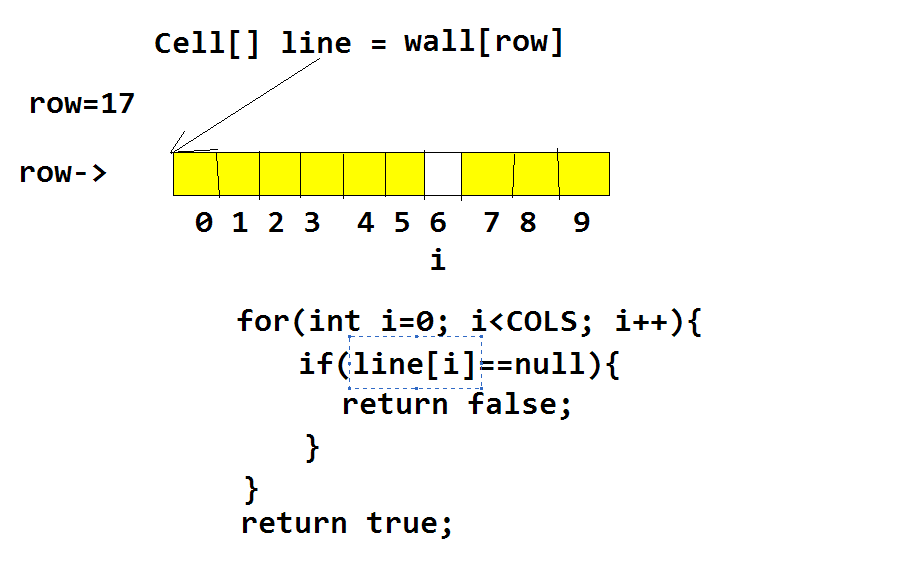 Cell[] line = wall[row]
row=17
row->
0 1 2 3 4 5 6 7 8 9
i
for(int i=0; i<COLS; i++){
if(line[i]==null){
return false;
}
}
return true;